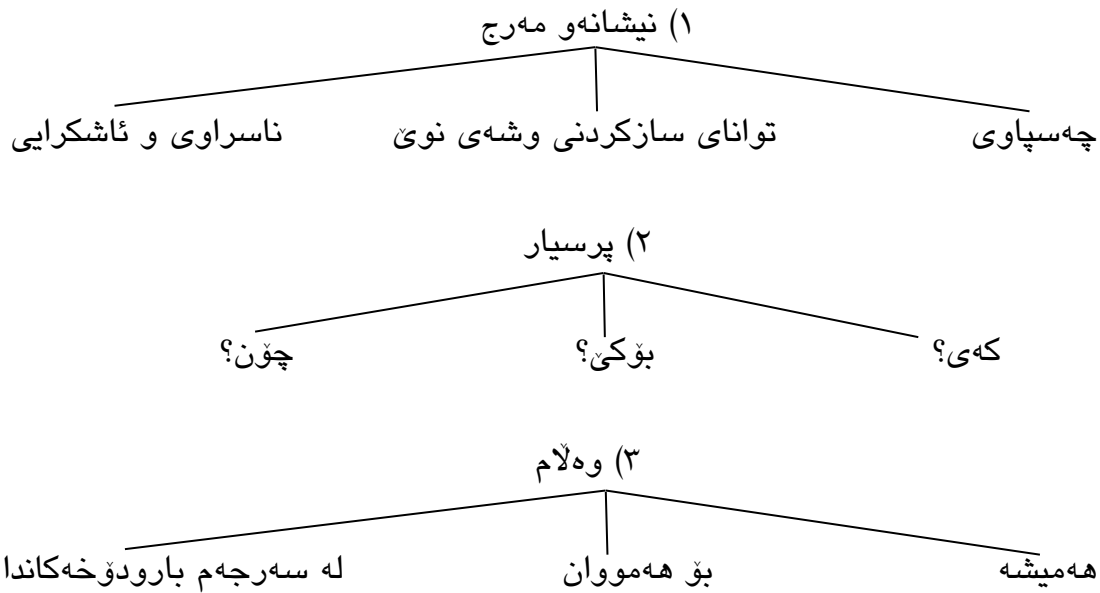 ١) نیشانەو مەرج
چەسپاوی توانای سازکردنی وشەی نوێ ناسراوی و ئاشکرایی
٢) پرسیار
کەی؟ بۆکێ؟ چۆن؟
٣) وەڵام
هەمیشە بۆ هەمووان لە سەرجەم بارودۆخەکاندا